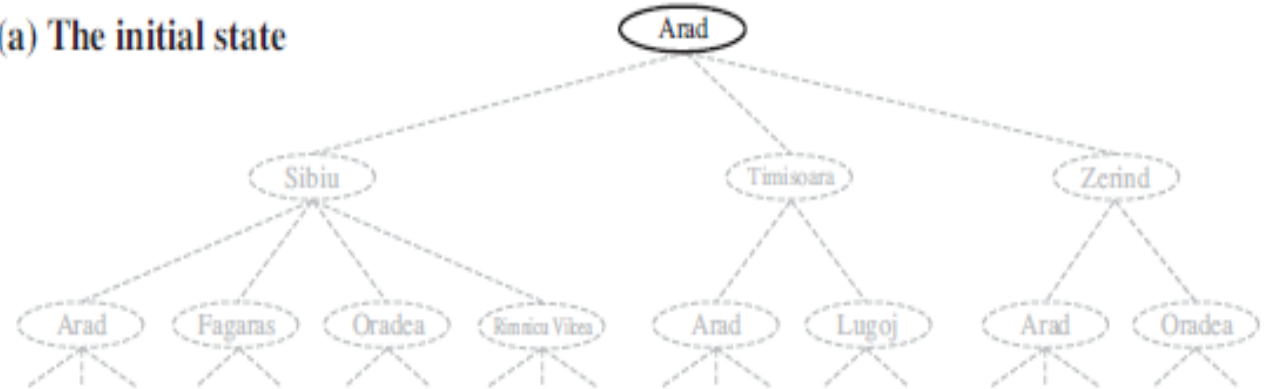 (a) The initial state
Arad
Sibiu
Timisoara
Zerind
Arad
Fagaras
Oradea
Rimnicu Vilcea
Arad
Lugoj
Arad
Oradea